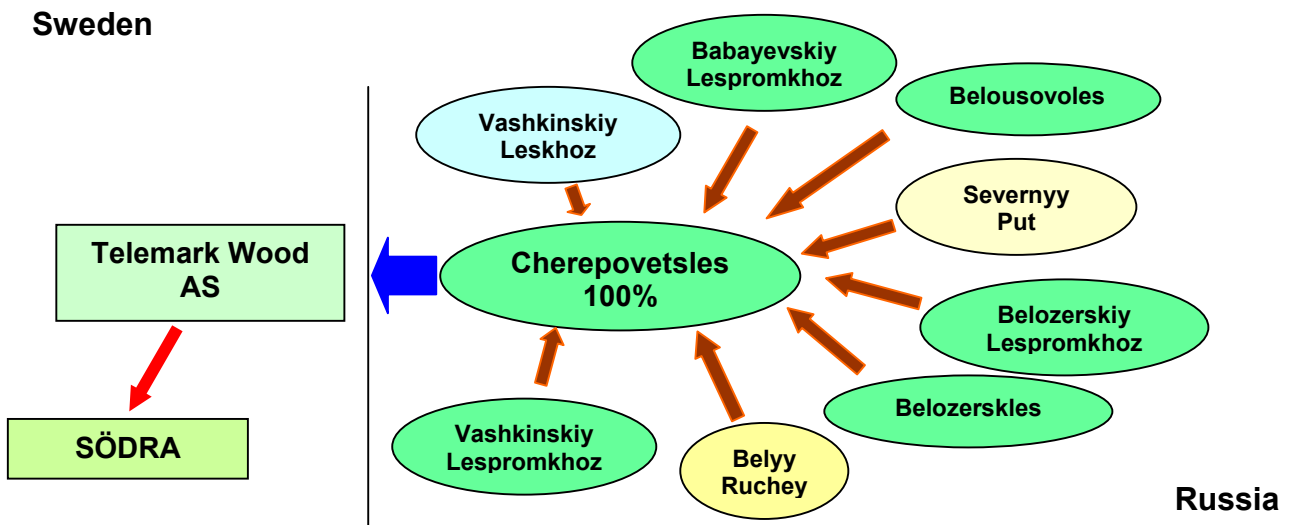 Sweden
Babayevskiy
Lespromkhoz
Belousovoles
Vashkinskiy
Leskhoz
Severnyy
Put
Telemark Wood
AS
Cherepovetsles
100%
Belozerskiy
Lespromkhoz
Belozerskles
SÖDRA
Vashkinskiy
Lespromkhoz
Belyy
Ruchey
Russia